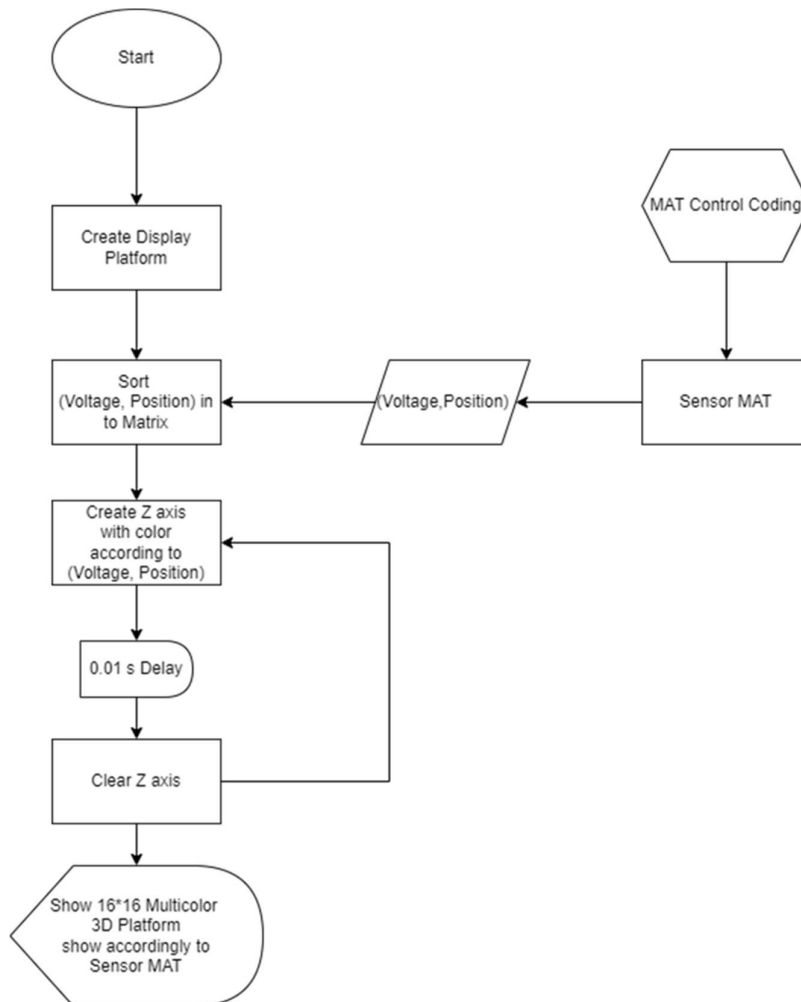 Start
Create Display
Platform
MAT Control Coding
Sort
(Voltage, Position) in
to Matrix
(Voltage,Position)
Sensor MAT
Create Z axis
with color
according to
(Voltage, Position)
0.01 s Delay
Clear Z axis
Show 16*16 Multicolor
3D Platform
show accordingly to
Sensor MAT